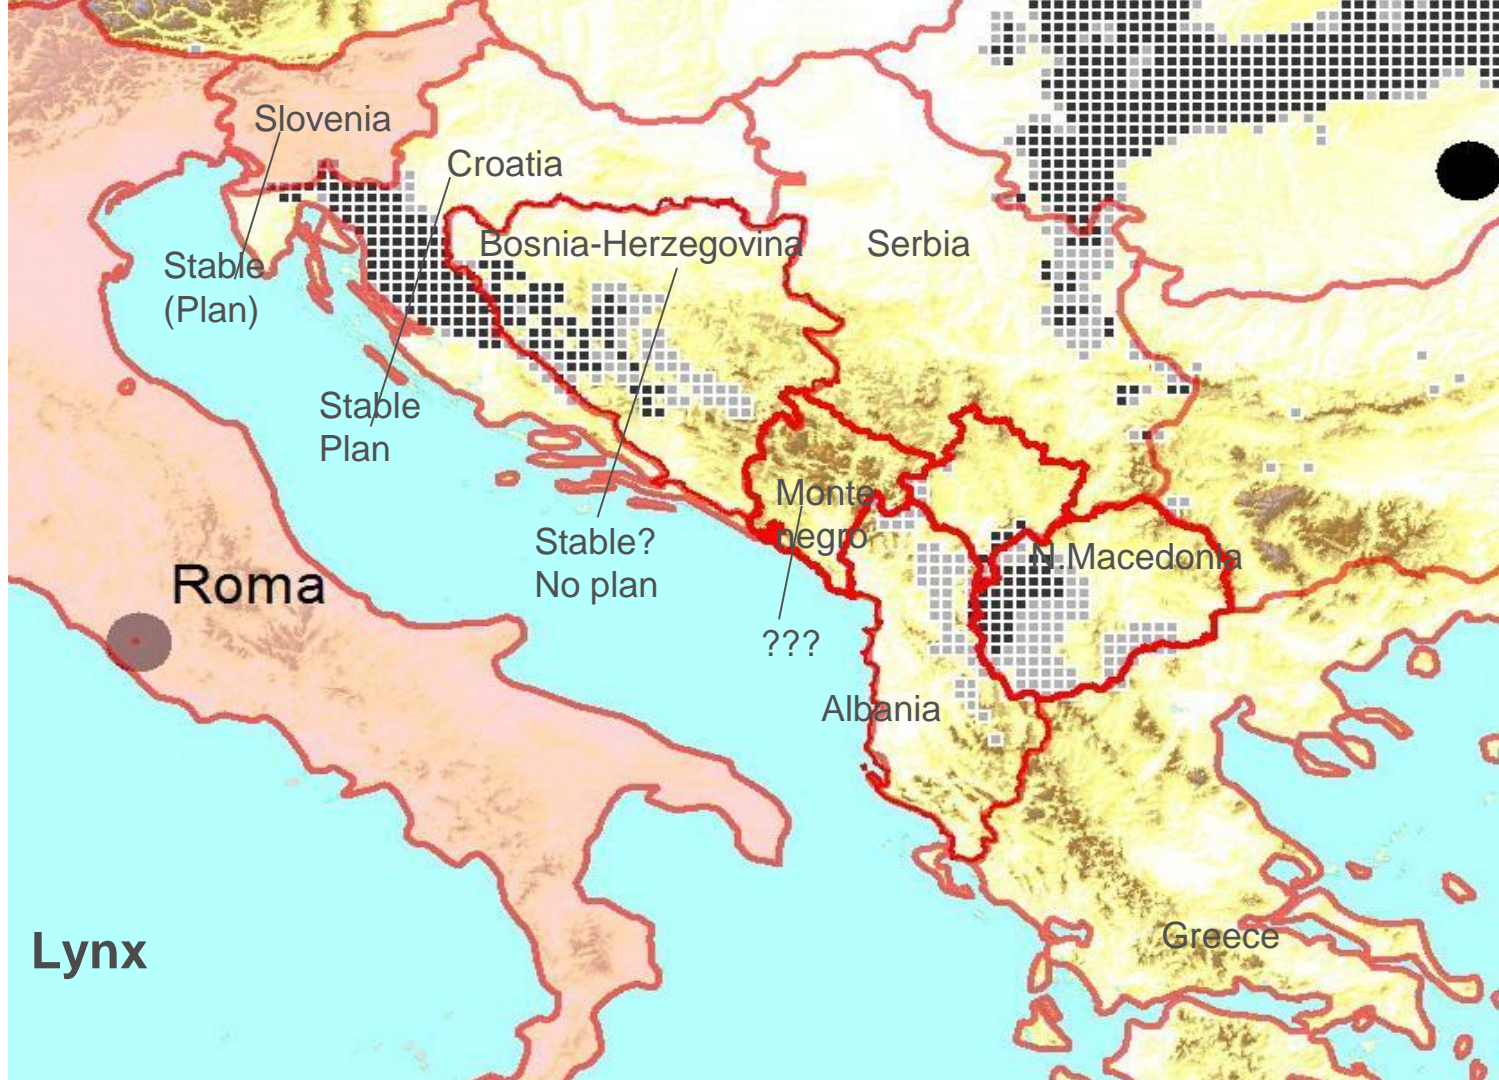 Slovenia
Croatia
Bosnia-Herzegovina
Serbia
Stable
(Plan)
Stable
Plan
Monte
negro
Stable?
No plan
N.Macedonia
Roma
???
Albania
Greece
Lynx